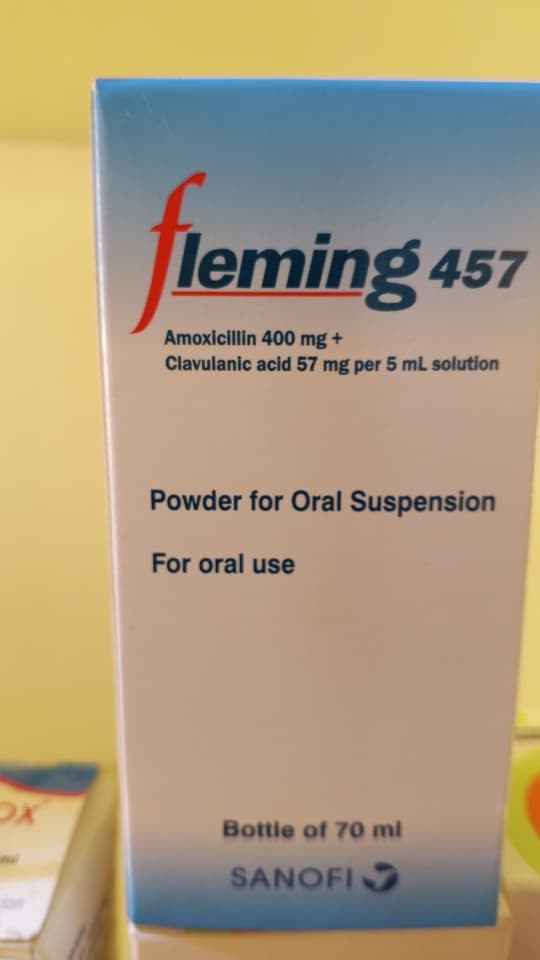 fleming 457
Amoxicillin 400 mg +
Clavulanic acid 57 mg per 5 mL solution
Powder for Oral Suspension
For oral use
Bottle of 70 ml
SANOFI
OX